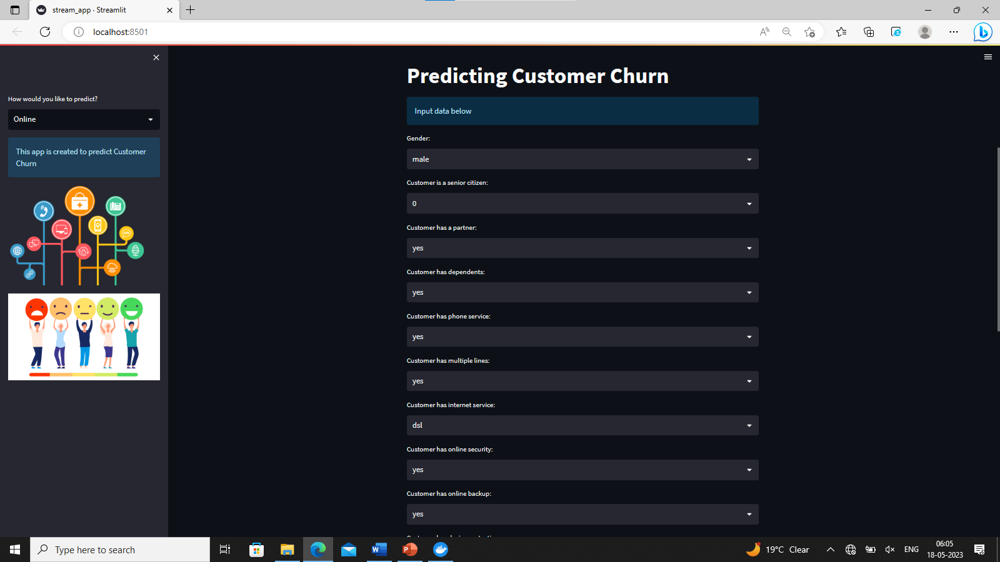 stream_app · Streamlit
localhost:8501
How would you like to predict?
Online
This app is created to predict Customer
Churn
Predicting Customer Churn
Input data below
Gender:
male
Customer is a senior citizen:
0
Customer has a partner:
yes
Customer has dependents:
yes
Customer has phone service:
yes
Customer has multiple lines:
yes
Customer has internet service:
dsl
Customer has online security:
yes
Customer has online backup:
yes
Type here to search
19°C Clear
ENG
06:05
18-05-2023